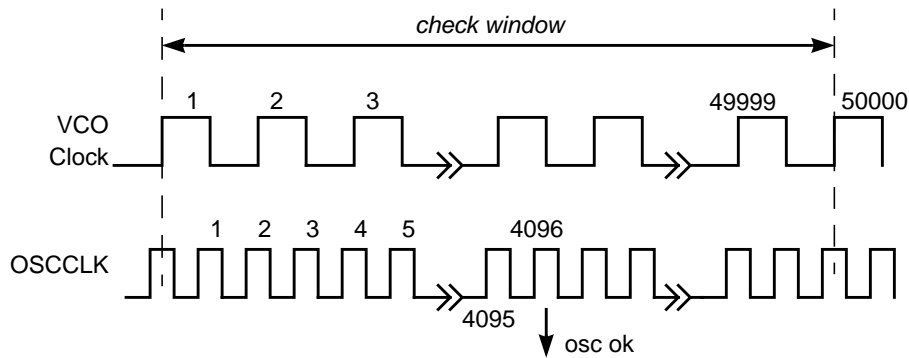 check window
1 2 3 49999 50000
VCO
Clock
1 2 3 4 5 4096
OSCCLK
4095
osc ok